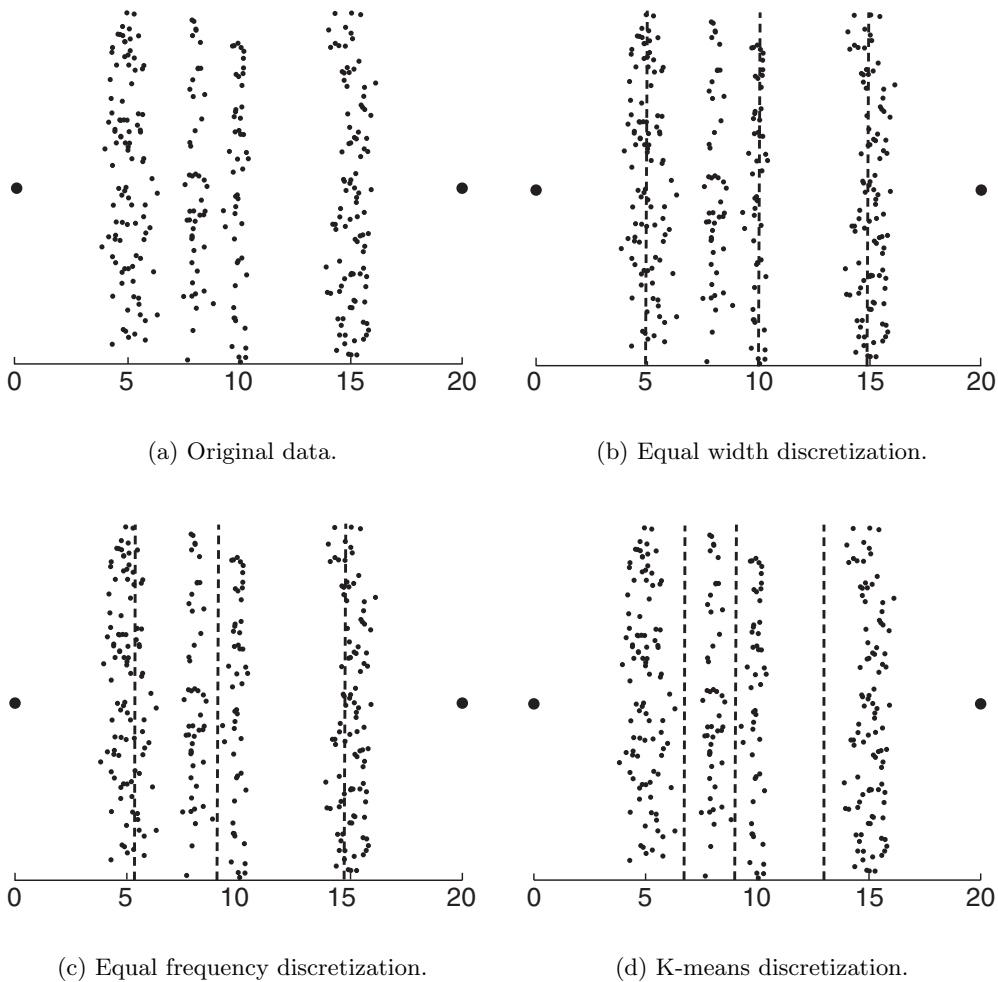 0 5 10 15 20
0 5 10 15 20
(a) Original data.
(b) Equal width discretization.
0 5 10 15 20
0 5 10 15 20
(c) Equal frequency discretization.
(d) K-means discretization.